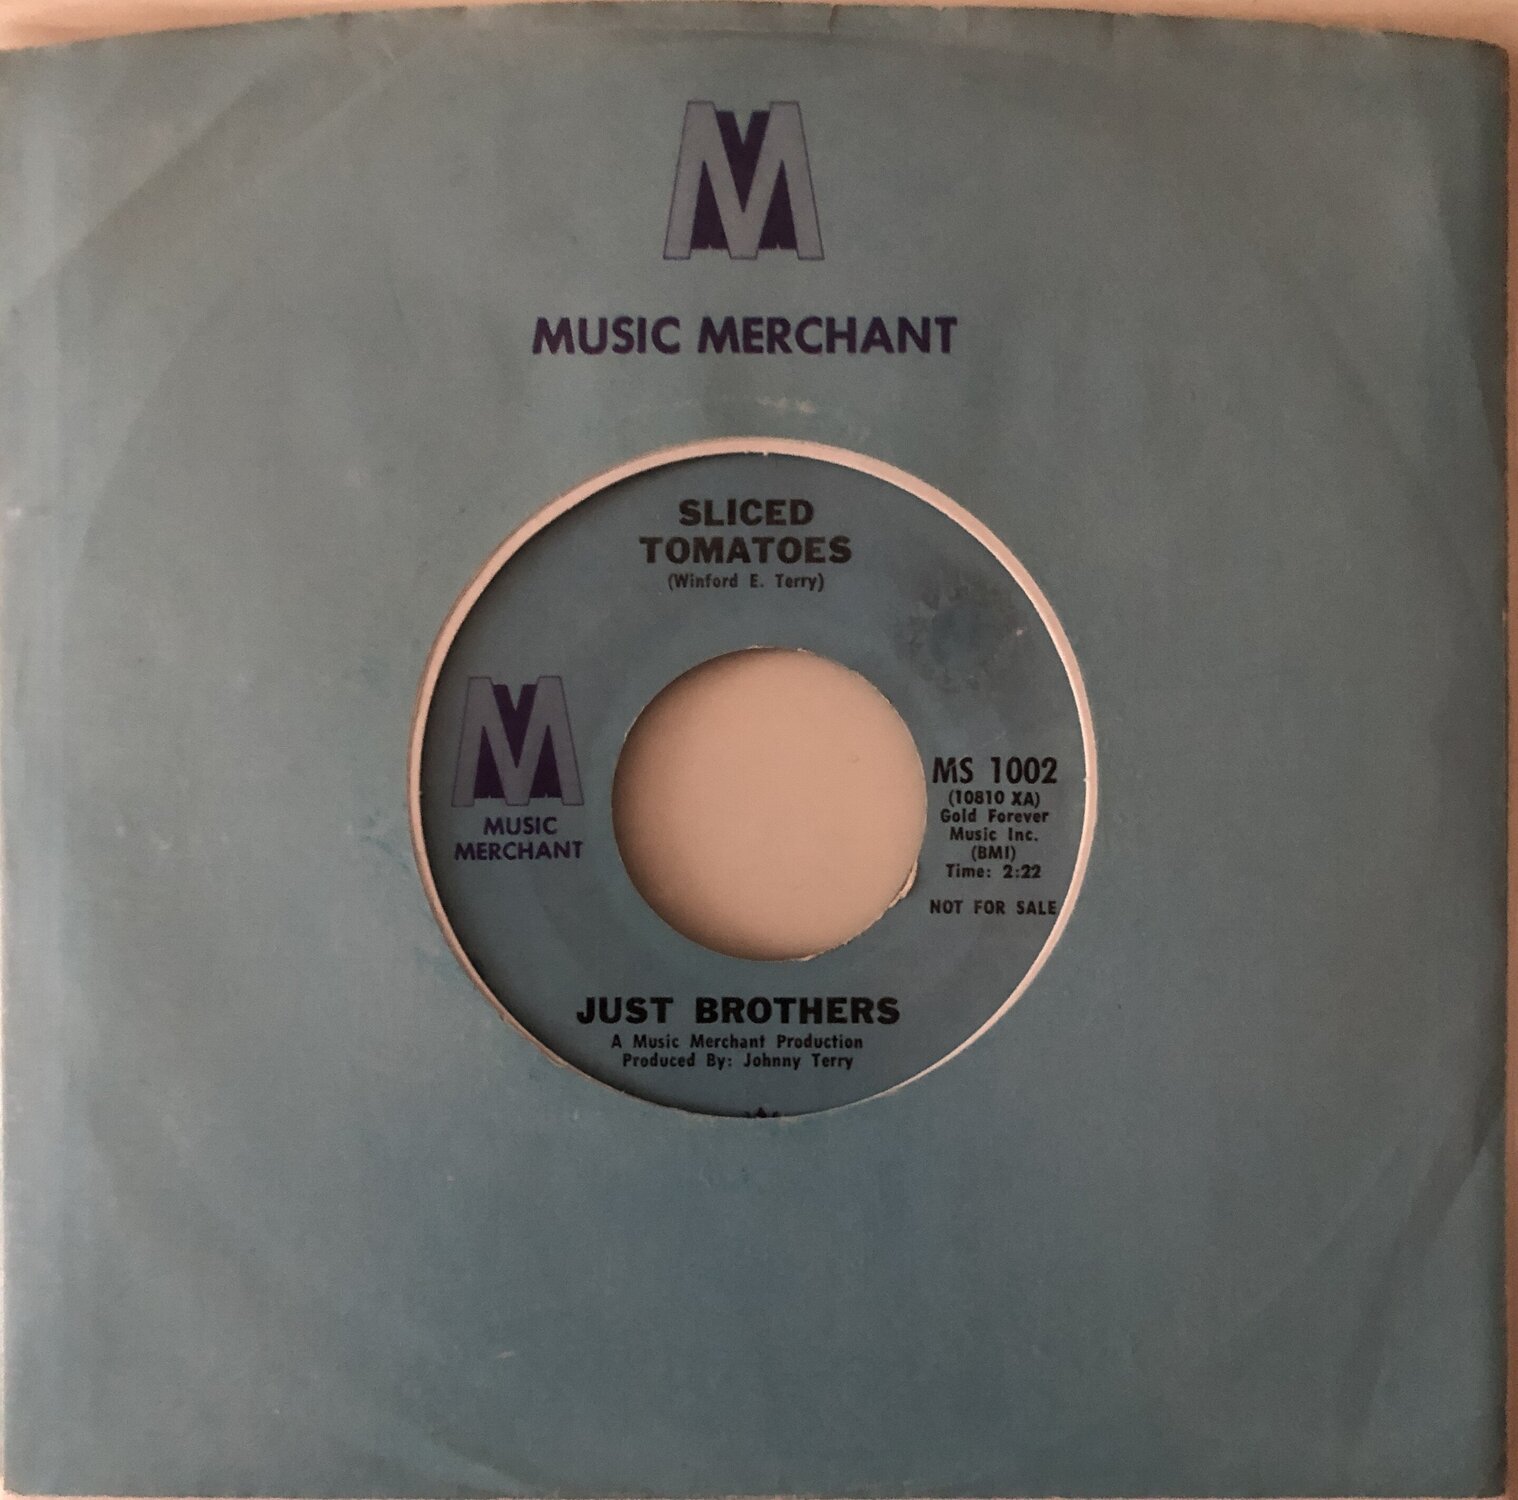 MUSIC MERCHANT
SLICED
TOMATOES
(Winford E. Terry)
MUSIC
MERCHANT
MS 1002
(10810 XA)
Gold Forever
Music Inc.
(BMI)
Time: 2:22
NOT FOR SALE
JUST BROTHERS
A Music Merchant Production
Produced By: Johnny Terry